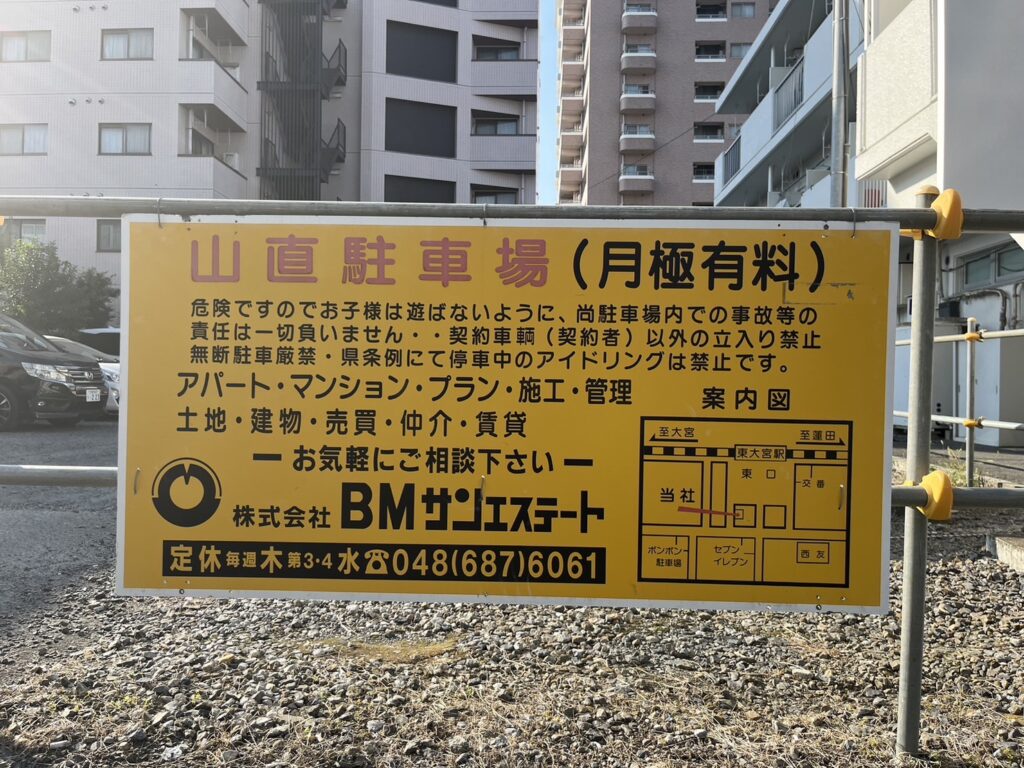 山直駐車場(月極有料)
危険ですのでお子様は遊ばないように、尚駐車場内での事故等の
責任は一切負いません・・契約車輌(契約者)以外の立入り禁止
無断駐車厳禁・県条例にて停車中のアイドリングは禁止です。
アパート・マンション・プラン・施工・管理
土地・建物・売買・仲介・賃貸
ーお気軽にご相談下さいー
株式会社 BMサンエステート
定休毎週木第3・4水☎048(687)6061
案内図
至大宮 至蓮田
東大宮駅
東口
交番
当社
ポンポン駐車場
セブンイレブン
西友